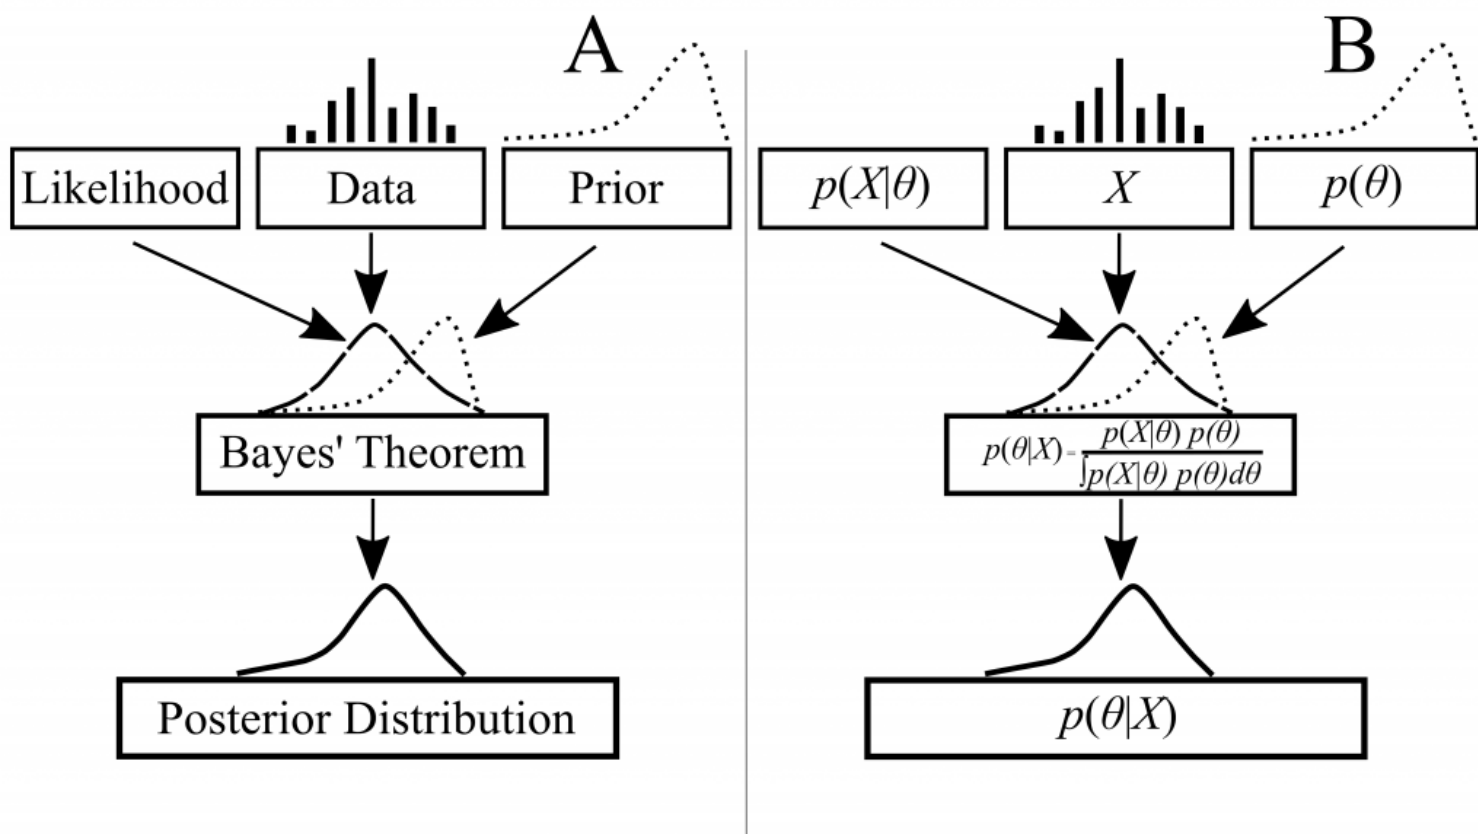 A
Likelihood
Data
Prior
Bayes' Theorem
Posterior Distribution
B
p(X|θ)
X
p(θ)
p(θ|X)=
p(X|θ) p(θ)
∫p(X|θ) p(θ)dθ
p(θ|X)